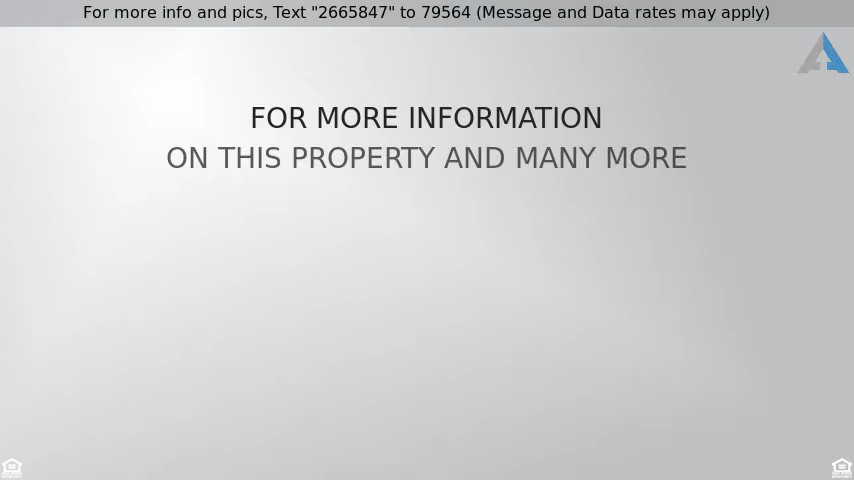 For more info and pics, Text "2665847" to 79564 (Message and Data rates may apply)
FOR MORE INFORMATION
ON THIS PROPERTY AND MANY MORE